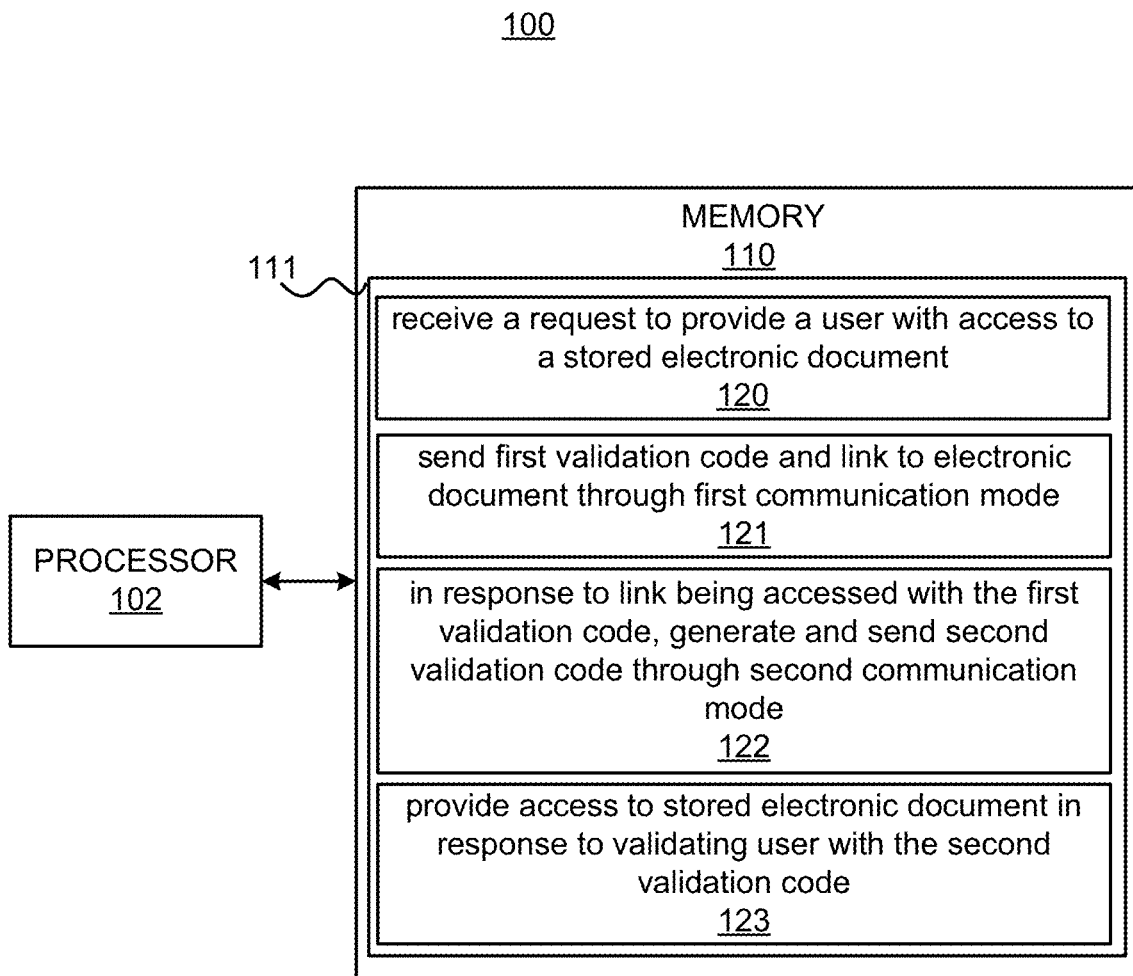 100
MEMORY
110
111
receive a request to provide a user with access to
a stored electronic document
120
send first validation code and link to electronic
document through first communication mode
121
PROCESSOR
102
in response to link being accessed with the first
validation code, generate and send second
validation code through second communication
mode
122
provide access to stored electronic document in
response to validating user with the second
validation code
123